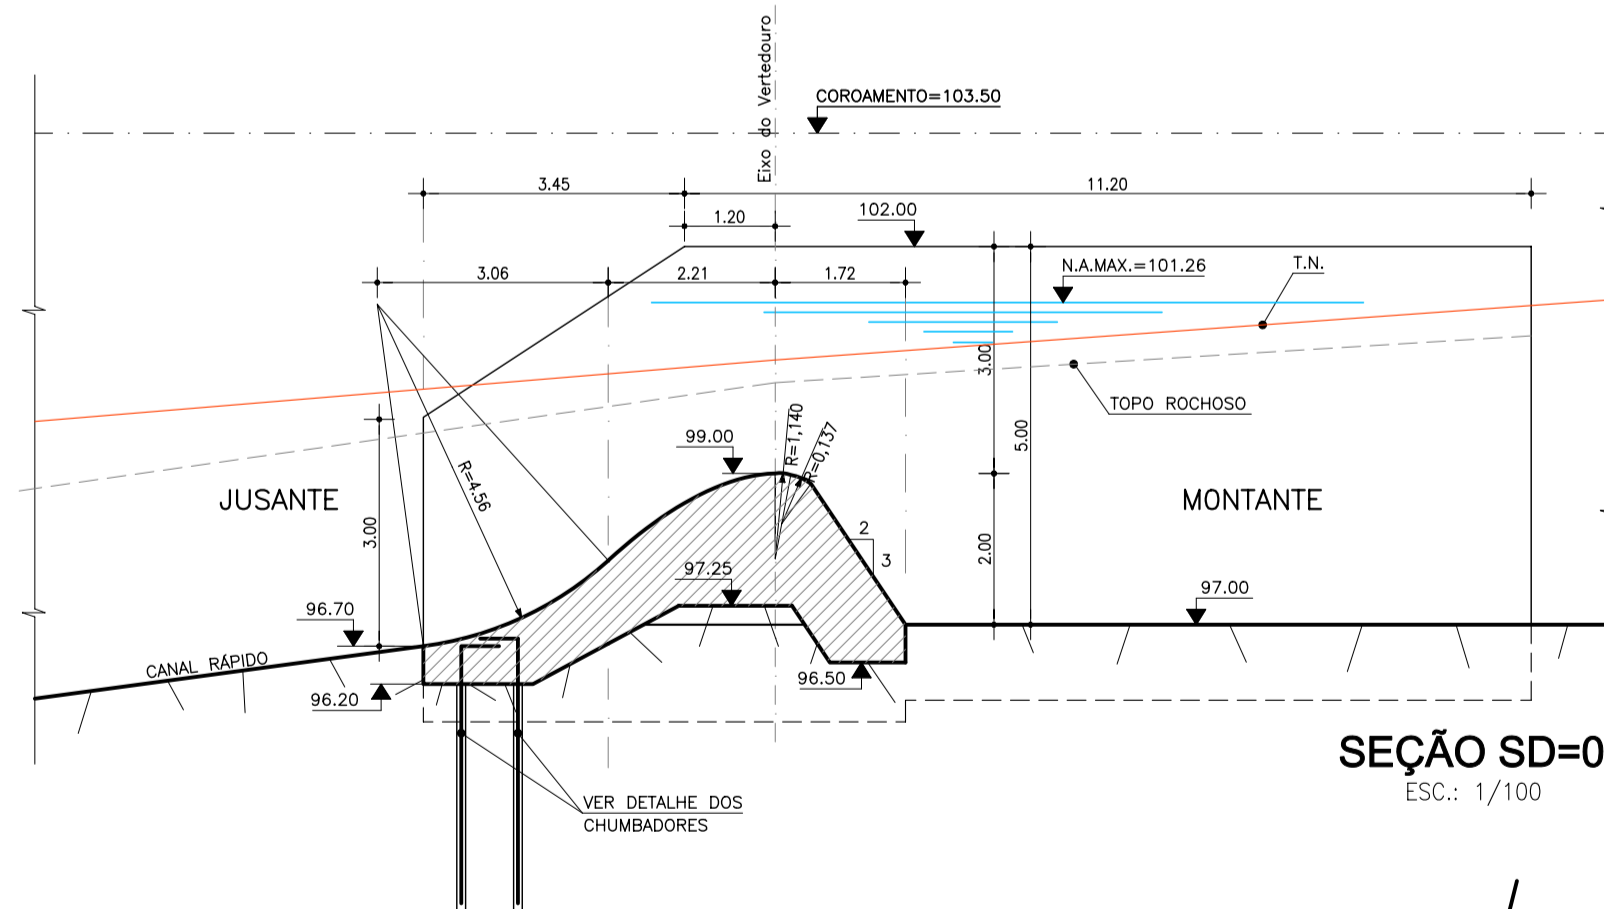 Eixo do Vertedouro
COROAMENTO=103.50
3.45
11.20
1.20
102.00
3.06
2.21
1.72
N.A.MAX.=101.26
T.N.
3.00
TOPO ROCHOSO
5.00
R=1,140
R=0,137
99.00
R=4.56
JUSANTE
MONTANTE
3.00
2
3
2.00
97.25
97.00
96.70
CANAL RÁPIDO
96.20
96.50
SEÇÃO SD=0
ESC.: 1/100
VER DETALHE DOS
CHUMBADORES